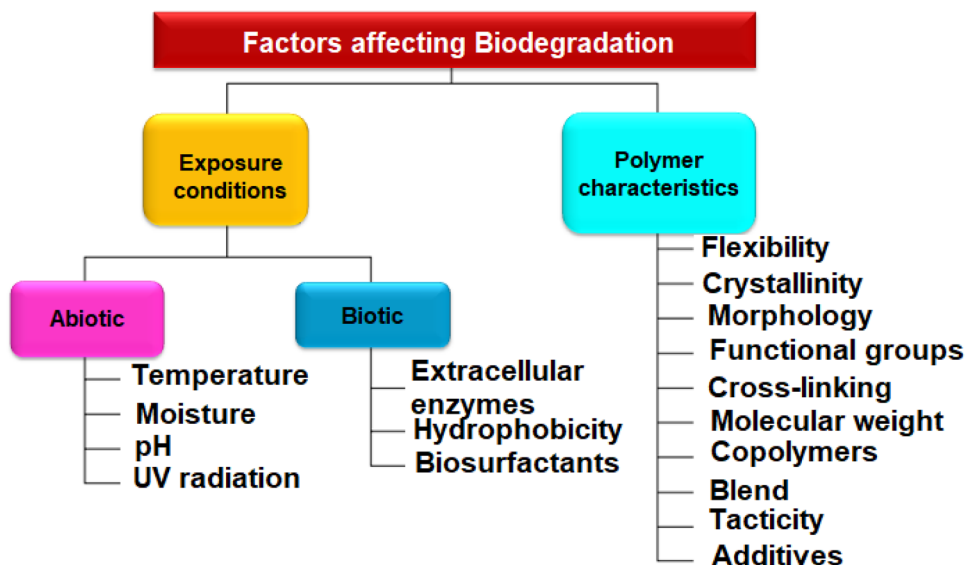 Factors affecting Biodegradation
Exposure
conditions
Polymer
characteristics
Abiotic
Biotic
Temperature
Moisture
pH
UV radiation
Extracellular
enzymes
Hydrophobicity
Biosurfactants
Flexibility
Crystallinity
Morphology
Functional groups
Cross-linking
Molecular weight
Copolymers
Blend
Tacticity
Additives